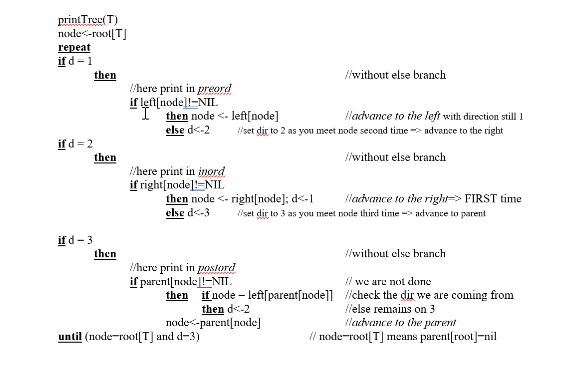 printTree(T)
node<-root[T]
repeat
if d = 1
then //without else branch
//here print in preord
if left[node]!=NIL
then node <- left[node] //advance to the left with direction still 1
else d<-2 //set dir to 2 as you meet node second time => advance to the right
if d = 2
then //without else branch
//here print in inord
if right[node]!=NIL
then node <- right[node]; d<-1 //advance to the right=> FIRST time
else d<-3 //set dir to 3 as you meet node third time => advance to parent
if d = 3
then //without else branch
//here print in postord
if parent[node]!=NIL // we are not done
then if node = left[parent[node]] //check the dir we are coming from
then d<-2 //else remains on 3
node<-parent[node] //advance to the parent
until (node=root[T] and d=3) // node=root[T] means parent[root]=nil